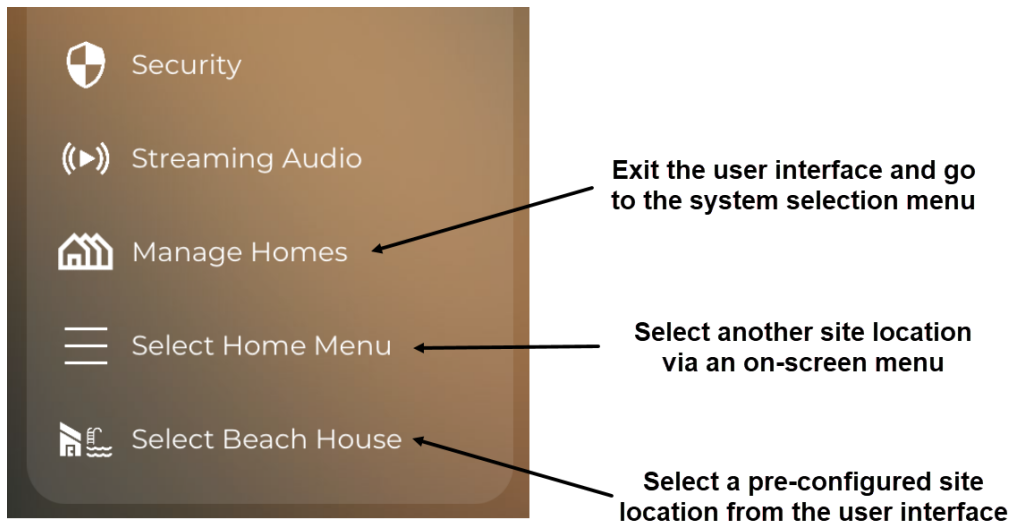 Security
Streaming Audio
Exit the user interface and go
to the system selection menu
Manage Homes
Select another site location
via an on-screen menu
Select Home Menu
Select Beach House
Select a pre-configured site
location from the user interface